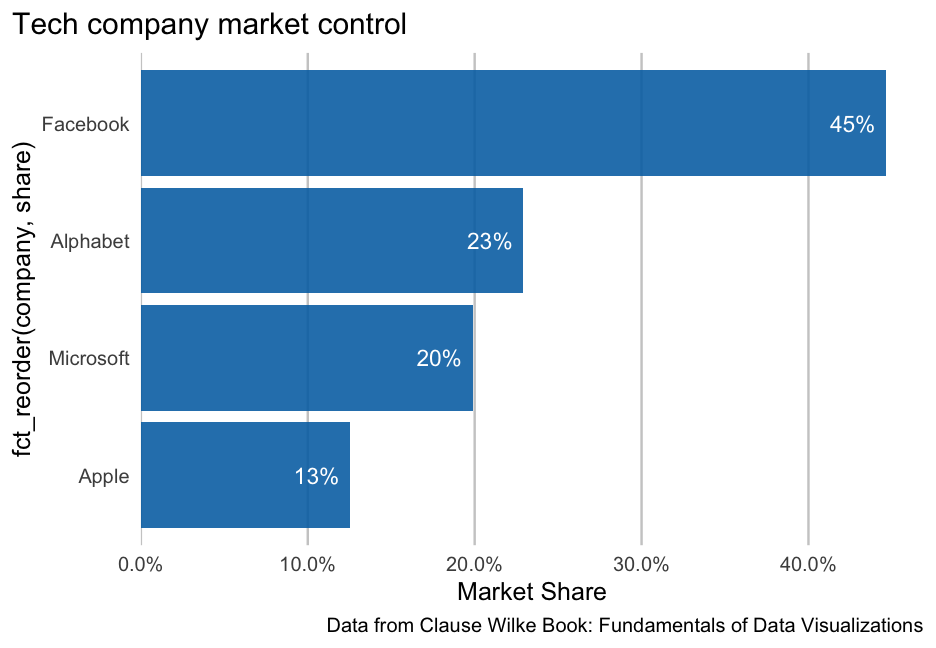 Tech company market control
fct_reorder(company, share)
Facebook
45%
Alphabet
23%
Microsoft
20%
Apple
13%
0.0% 10.0% 20.0% 30.0% 40.0%
Market Share
Data from Clause Wilke Book: Fundamentals of Data Visualizations